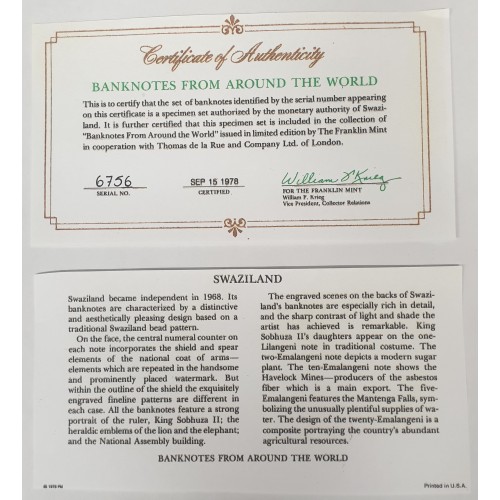 Certificate of Authenticity
BANKNOTES FROM AROUND THE WORLD
This is to certify that the set of banknotes identified by the serial number appearing
on this certificate is a specimen set authorized by the monetary authority of Swazi-
land. It is further certified that this specimen set is included in the collection of
"Banknotes From Around the World" issued in limited edition by The Franklin Mint
in cooperation with Thomas de la Rue and Company Ltd. of London.
6756
SERIAL NO.
SEP 15 1978
CERTIFIED
William F. Krieg
FOR THE FRANKLIN MINT
William F. Krieg
Vice President, Collector Relations
SWAZILAND
Swaziland became independent in 1968. Its
banknotes are characterized by a distinctive
and aesthetically pleasing design based on a
traditional Swaziland bead pattern.
On the face, the central numeral counter on
each note incorporates the shield and spear
elements of the national coat of arms—
elements which are repeated in the handsome
and prominently placed watermark. But
within the outline of the shield the exquisitely
engraved fineline patterns are different in
each case. All the banknotes feature a strong
portrait of the ruler, King Sobhuza II; the
heraldic emblems of the lion and the elephant;
and the National Assembly building.
The engraved scenes on the backs of Swazi-
land's banknotes are especially rich in detail,
and the sharp contrast of light and shade the
artist has achieved is remarkable. King
Sobhuza II's daughters appear on the one-
Lilangeni note in traditional costume. The
two-Emalangeni note depicts a modern sugar
plant. The ten-Emalangeni note shows the
Havelock Mines—producers of the asbestos
fiber which is a main export. The five-
Emalangeni features the Mantenga Falls, sym-
bolizing the unusually plentiful supplies of wa-
ter. The design of the twenty-Emalangeni is a
composite portraying the country's abundant
agricultural resources.
BANKNOTES FROM AROUND THE WORLD
© 1978 FM
Printed in U.S.A.